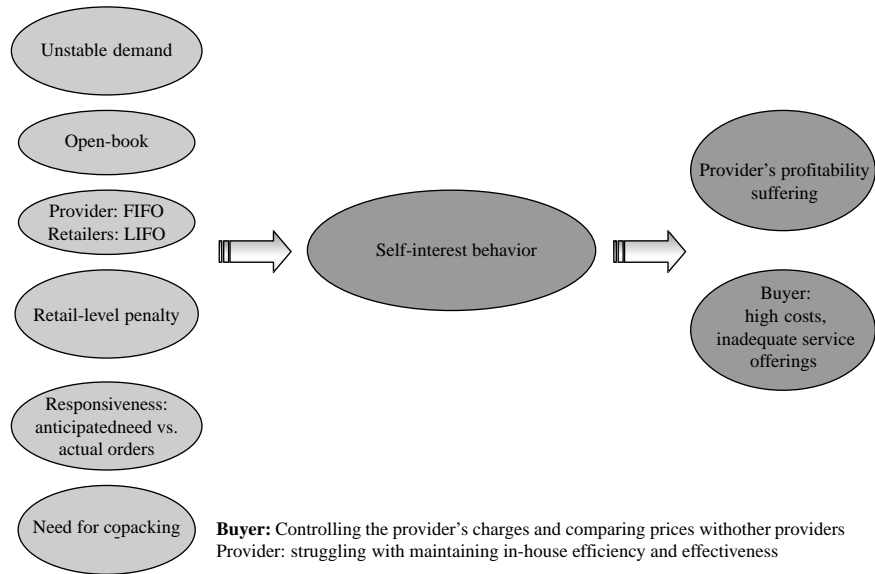 Unstable demand
Open-book
Provider: FIFO
Retailers: LIFO
Retail-level penalty
Responsiveness:
anticipatedneed vs.
actual orders
Need for copacking
Self-interest behavior
Provider’s profitability
suffering
Buyer:
high costs,
inadequate service
offerings
Buyer: Controlling the provider’s charges and comparing prices withother providers
Provider: struggling with maintaining in-house efficiency and effectiveness